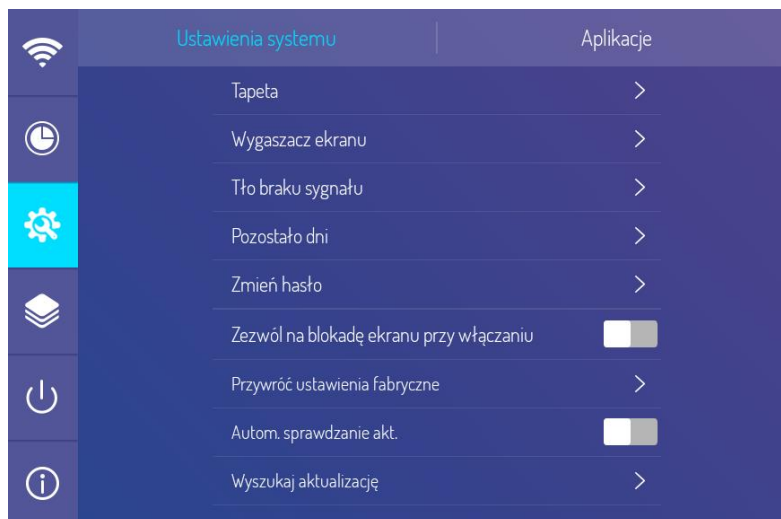 Ustawienia systemu
Aplikacje
Tapeta
Wygaszacz ekranu
Tło braku sygnału
Pozostało dni
Zmień hasło
Zezwól na blokadę ekranu przy włączaniu
Przywróć ustawienia fabryczne
Autom. sprawdzanie akt.
Wyszukaj aktualizację